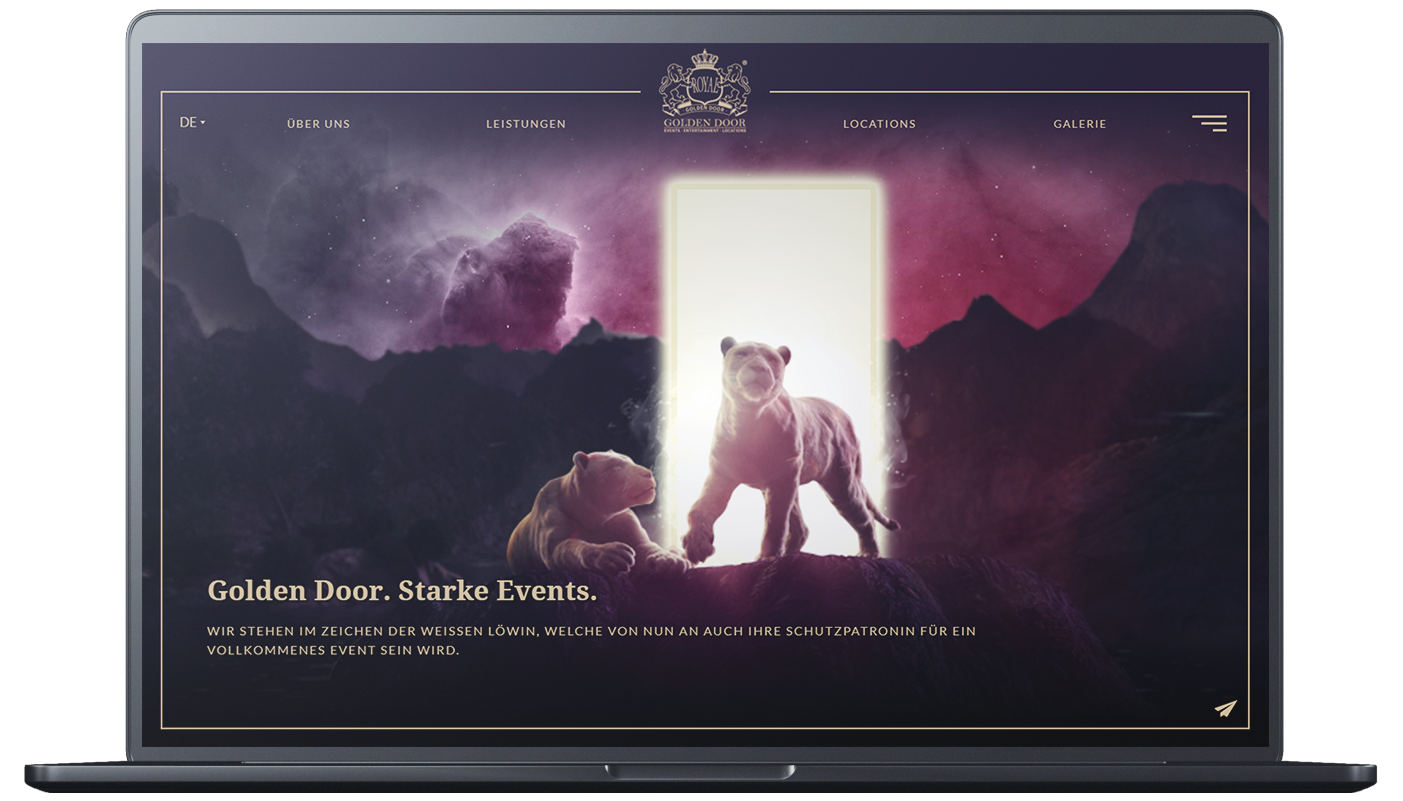 ROYAL
GOLDEN DOOR
GOLDEN DOOR
EVENTS · ENTERTAINMENT · LOCATIONS
DE
ÜBER UNS
LEISTUNGEN
LOCATIONS
GALERIE
Golden Door. Starke Events.
WIR STEHEN IM ZEICHEN DER WEISSEN LÖWIN, WELCHE VON NUN AN AUCH IHRE SCHUTZPATRONIN FÜR EIN
VOLLKOMMENES EVENT SEIN WIRD.